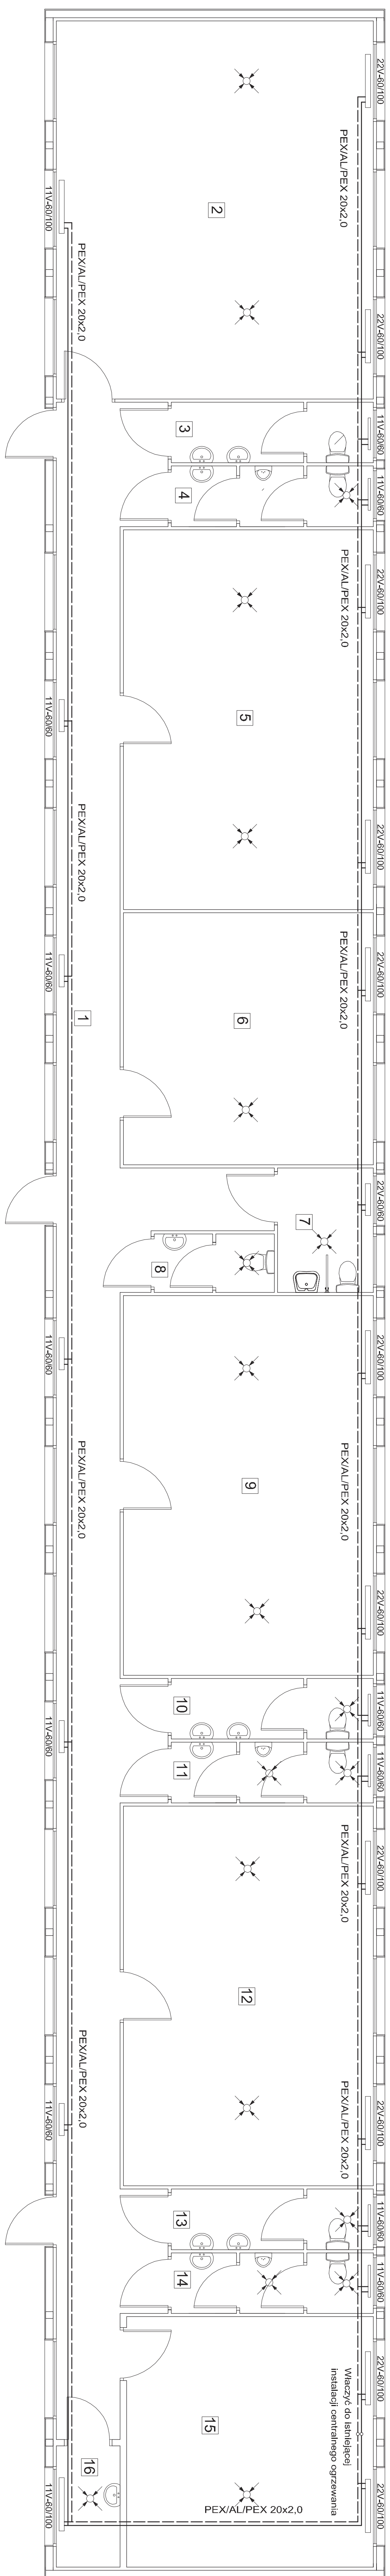 22V-60/100
22V-60/100
11V-60/60
11V-60/60
22V-60/100
22V-60/100
22V-60/100
22V-60/60
22V-60/100
22V-60/100
11V-60/60
11V-60/60
22V-60/100
22V-60/100
11V-60/60
11V-60/60
22V-60/100
22V-60/100
PEX/AL/PEX 20x2,0
PEX/AL/PEX 20x2,0
PEX/AL/PEX 20x2,0
PEX/AL/PEX 20x2,0
PEX/AL/PEX 20x2,0
PEX/AL/PEX 20x2,0
Włączyć do istniejącej
instalacji centralnego ogrzewania
PEX/AL/PEX 20x2,0
2
3
4
5
6
7
8
9
10
11
12
13
14
15
16
1
PEX/AL/PEX 20x2,0
PEX/AL/PEX 20x2,0
PEX/AL/PEX 20x2,0
PEX/AL/PEX 20x2,0
11V-60/100
11V-60/60
11V-60/60
11V-60/60
11V-60/60
11V-60/60
11V-60/100